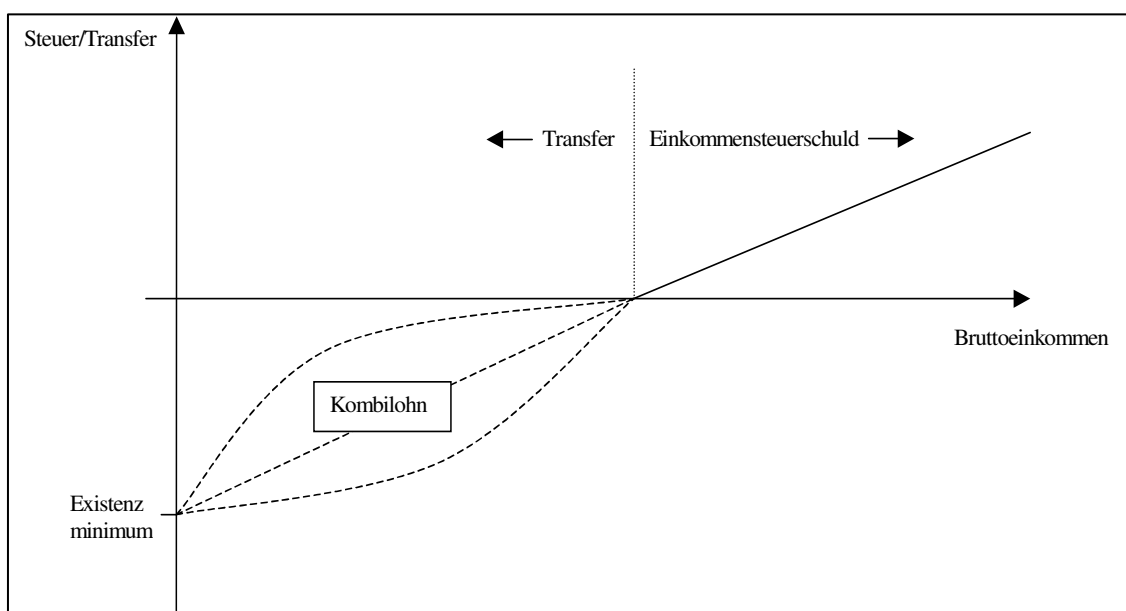 Steuer/Transfer
Transfer
Einkommensteuerschuld
Bruttoeinkommen
Kombilohn
Existenz
minimum